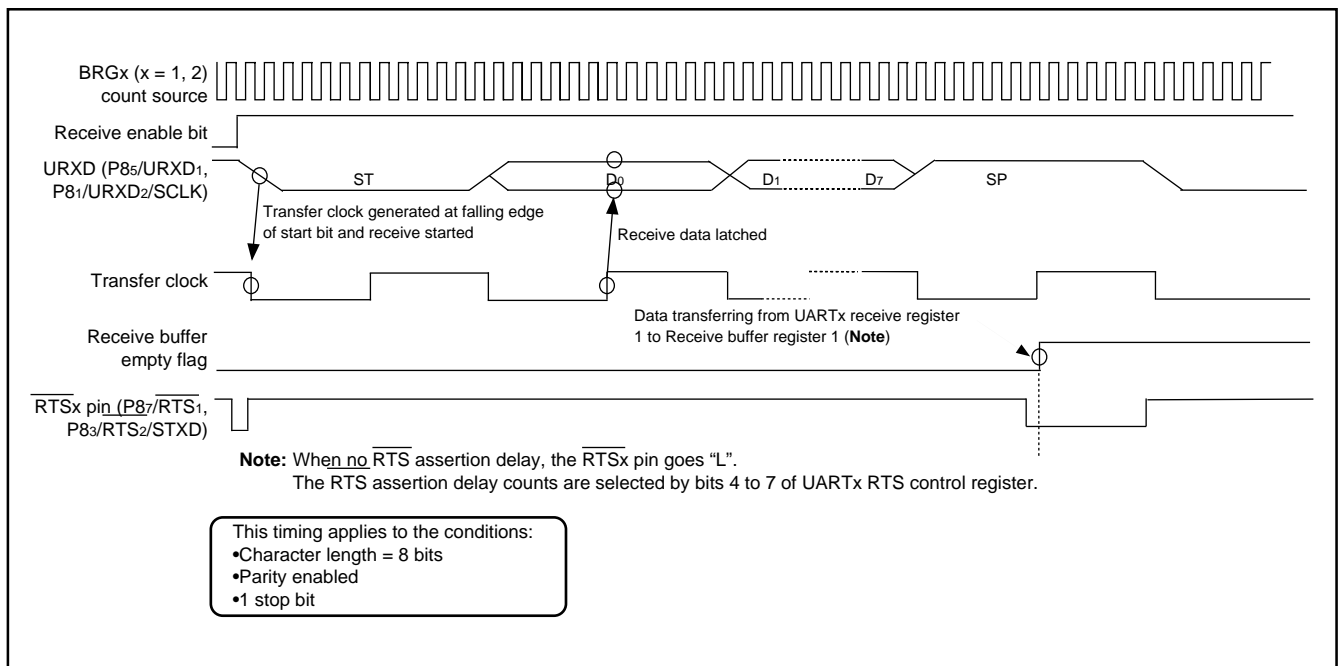 BRGx (x = 1, 2)
count source
Receive enable bit
URXD (P85/URXD1,
P81/URXD2/SCLK)
ST
D0
D1
D7
SP
Transfer clock generated at falling edge
of start bit and receive started
Receive data latched
Transfer clock
Data transferring from UARTx receive register
1 to Receive buffer register 1 (Note)
Receive buffer
empty flag
RTSx pin (P87/RTS1,
P83/RTS2/STXD)
Note: When no RTS assertion delay, the RTSx pin goes “L”.
The RTS assertion delay counts are selected by bits 4 to 7 of UARTx RTS control register.
This timing applies to the conditions:
•Character length = 8 bits
•Parity enabled
•1 stop bit